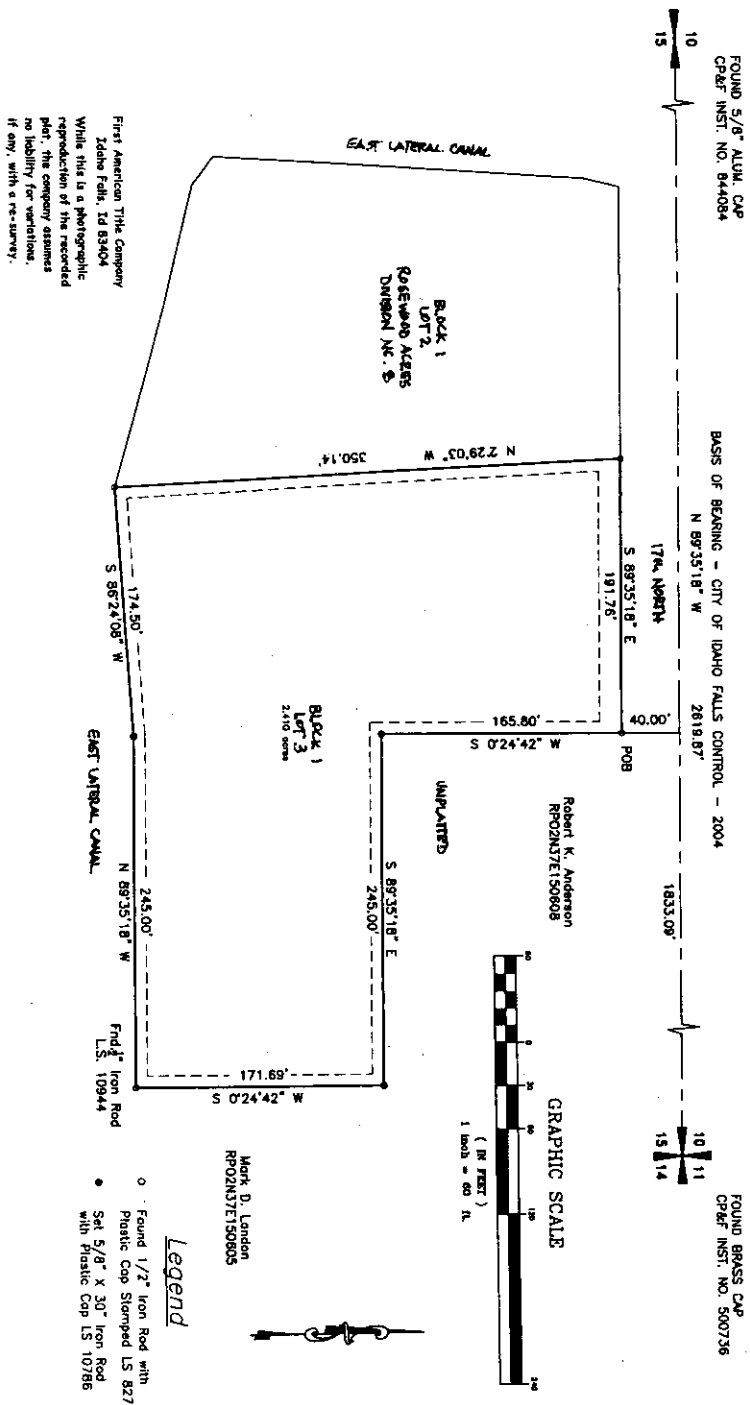 FOUND 5/8" ALUM. CAP
CP&F INST. NO. 844084
10
15
BASIS OF BEARING - CITY OF IDAHO FALLS CONTROL - 2004
N 89°35'18" W 2619.87'
1833.09'
FOUND BRASS CAP
CP&F INST. NO. 500736
10 11
15 14
17th NORTH
S 89°35'18" E
191.76'
40.00'
POB
165.80'
S 0°24'42" W
Robert K. Anderson
RP02N37E150608
UNPLATTED
S 89°35'18" E
245.00'
171.69'
S 0°24'42" W
EAST LATERAL CANAL
BLOCK 1
LOT 2
ROSEWOOD ACRES
DIVISION NO.
N 2°29'03" W
350.14'
BLOCK 1
LOT 3
2.410 acres
174.50'
S 86°24'08" W
245.00'
N 89°35'18" W
EAST LATERAL CANAL
Fnd. Iron Rod
L.S. 10944
GRAPHIC SCALE
60 0 30 60 120 240
( IN FEET )
1 inch = 60 ft.
Mark D. Landon
RP02N37E150605
Legend
Found 1/2" Iron Rod with
Plastic Cap Stamped LS 827
Set 5/8" X 30" Iron Rod
with Plastic Cap LS 10786
First American Title Company
Idaho Falls, Id 83404
While this is a photographic
reproduction of the recorded
plat, the company assumes
no liability for variations,
if any, with a re-survey.